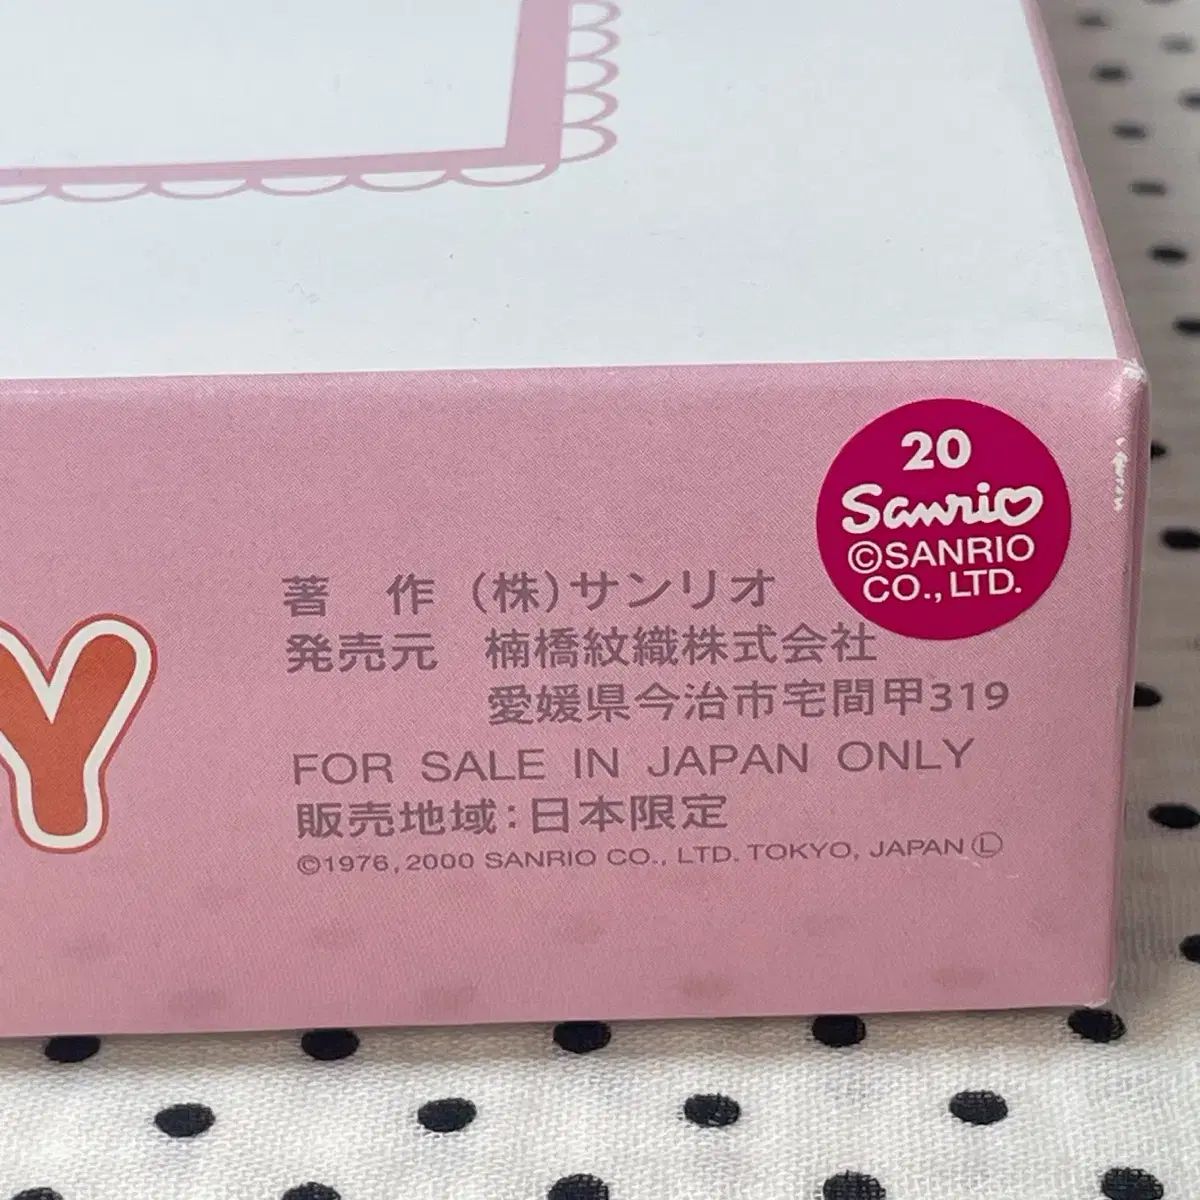 20
Sanrio
©SANRIO
CO., LTD.
著　作 (株)サンリオ
発売元　楠橋紋織株式会社
愛媛県今治市宅間甲319
Y
FOR SALE IN JAPAN ONLY
販売地域:日本限定
©1976, 2000 SANRIO CO., LTD. TOKYO, JAPAN Ⓛ